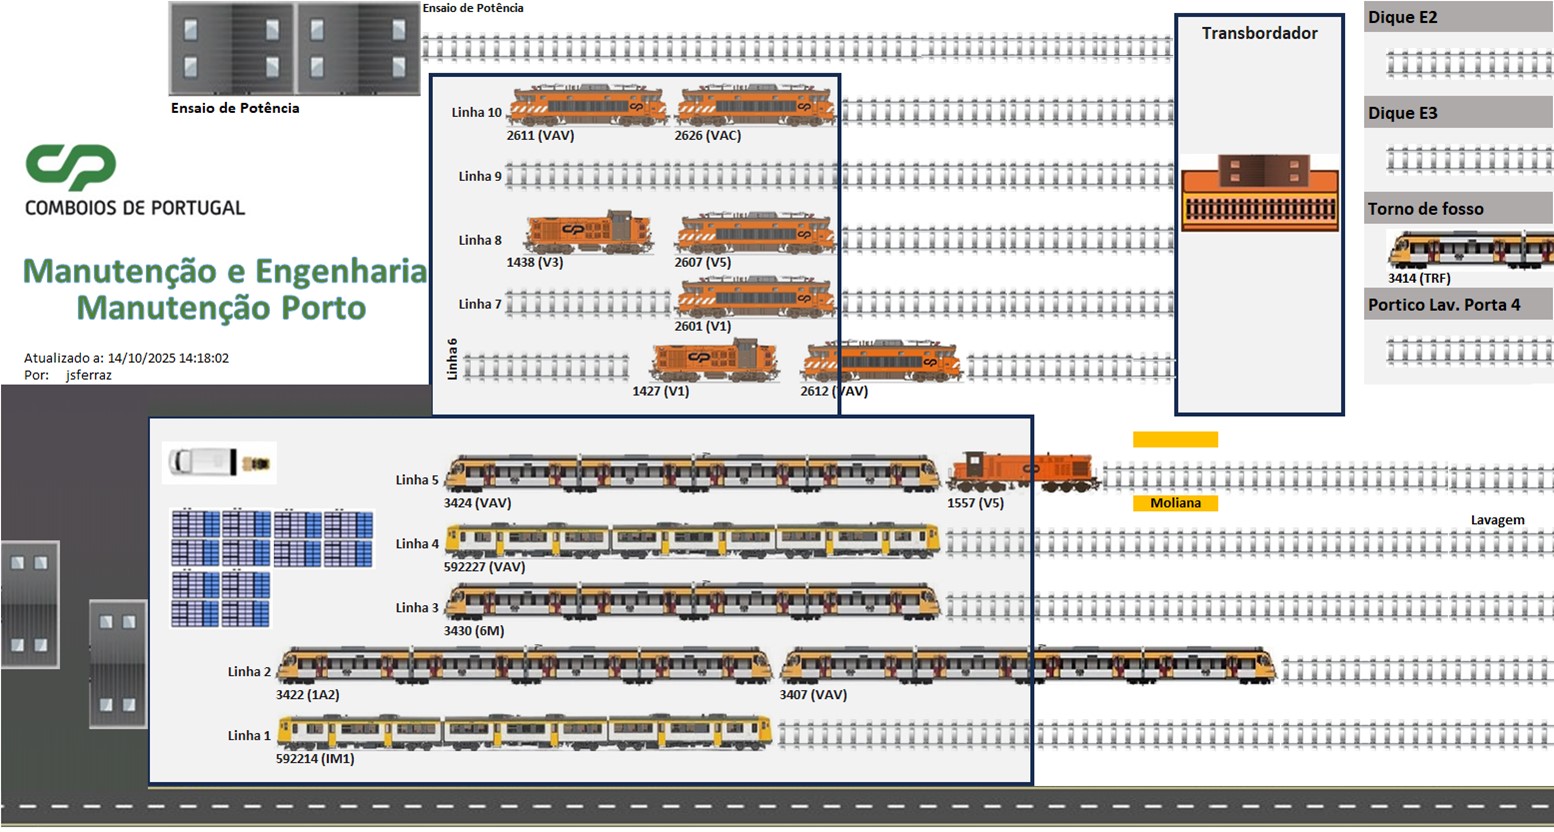 Ensaio de Potência
Ensaio de Potência
CP
COMBOIOS DE PORTUGAL
Manutenção e Engenharia
Manutenção Porto
Atualizado a: 14/10/2025 14:18:02
Por: jsferraz
Linha 10
2611 (VAV)
2626 (VAC)
Linha 9
Linha 8
1438 (V3)
2607 (V5)
Linha 7
2601 (V1)
Linha 6
1427 (V1)
2612 (VAV)
Transbordador
Dique E2
Dique E3
Torno de fosso
3414 (TRF)
Portico Lav. Porta 4
Linha 5
3424 (VAV)
1557 (V5)
Moliana
Lavagem
Linha 4
592227 (VAV)
Linha 3
3430 (6M)
Linha 2
3422 (1A2)
3407 (VAV)
Linha 1
592214 (IM1)